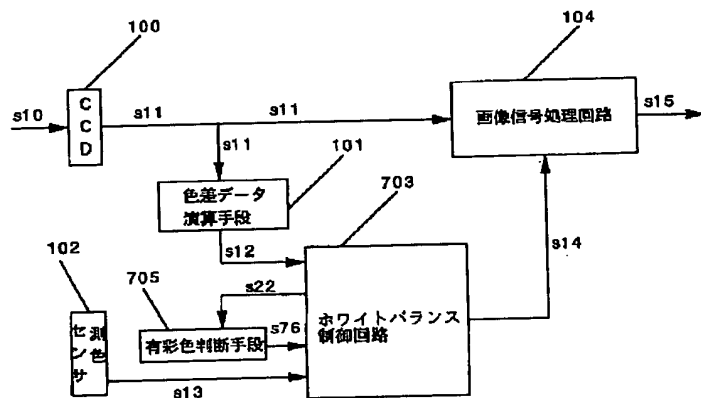 100
104
s10
CCD
s11
s11
画像信号処理回路
s15
s11
101
色差データ
演算手段
703
s12
s14
102
705
s22
ホワイトバランス
制御回路
測色
センサ
有彩色判断手段
s76
s13